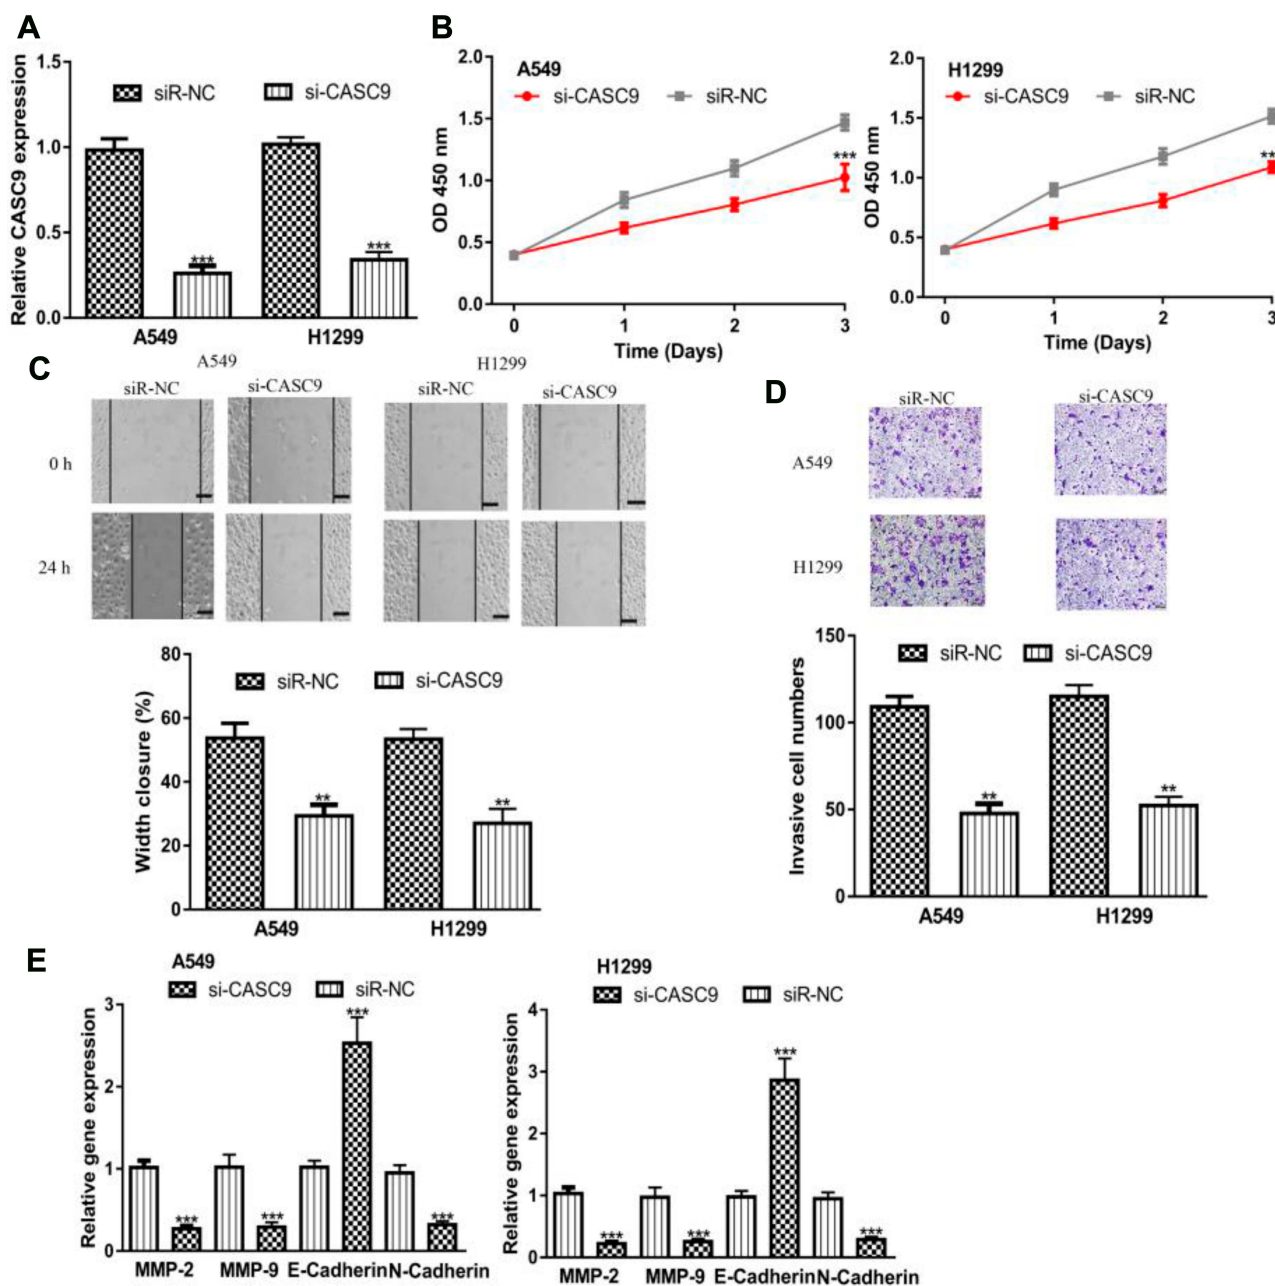 A
Relative CASC9 expression
1.5
1.0
0.5
0.0
siR-NC
si-CASC9
***
***
A549
H1299
B
A549
si-CASC9
siR-NC
OD 450 nm
2.0
1.5
1.0
0.5
0.0
***
0
1
2
3
Time (Days)
H1299
si-CASC9
siR-NC
OD 450 nm
2.0
1.5
1.0
0.5
0.0
**
0
1
2
3
Time (Days)
C
A549
H1299
siR-NC
si-CASC9
siR-NC
si-CASC9
0 h
24 h
Width closure (%)
80
60
40
20
0
siR-NC
si-CASC9
**
**
A549
H1299
D
siR-NC
si-CASC9
A549
H1299
Invasive cell numbers
150
100
50
0
siR-NC
si-CASC9
**
**
A549
H1299
E
A549
si-CASC9
siR-NC
Relative gene expression
3
2
1
0
***
***
***
***
MMP-2
MMP-9
E-Cadherin
N-Cadherin
H1299
si-CASC9
siR-NC
Relative gene expression
4
3
2
1
0
***
***
***
***
MMP-2
MMP-9
E-Cadherin
N-Cadherin